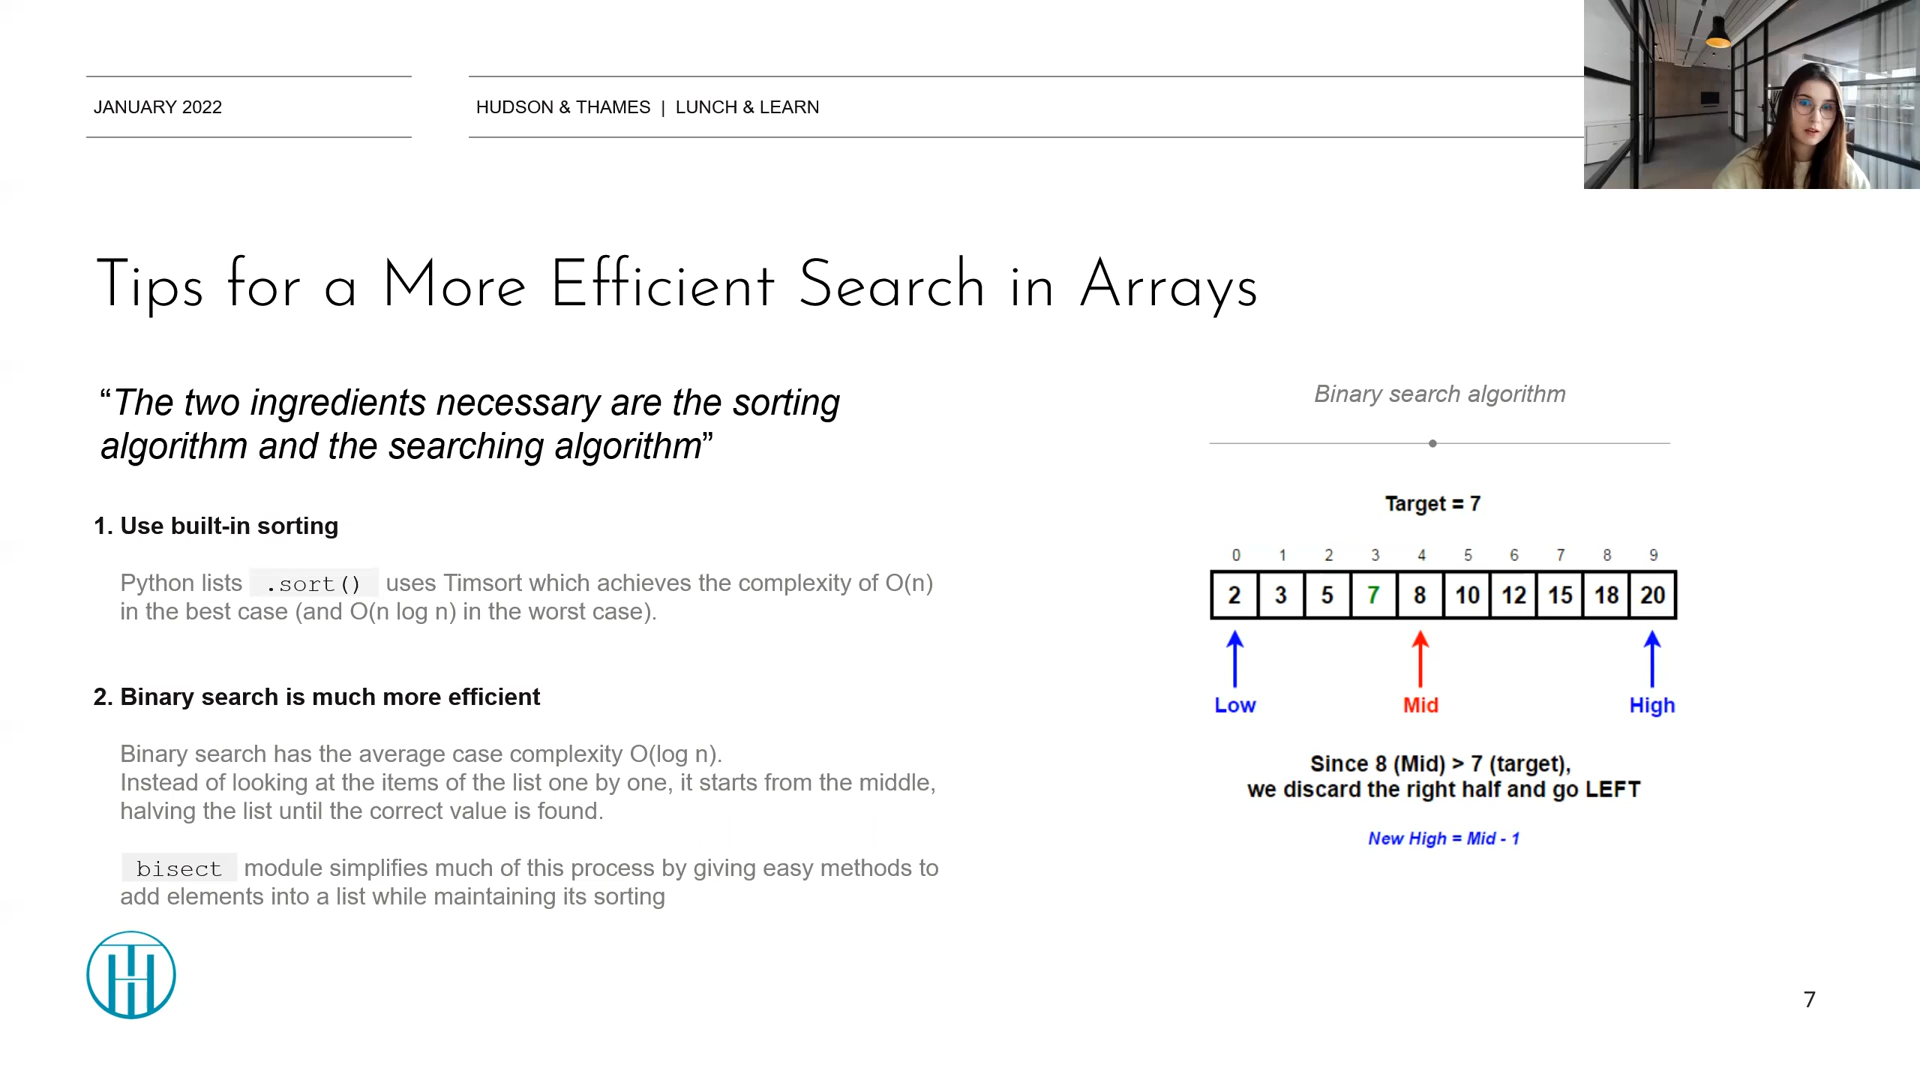 JANUARY 2022
HUDSON & THAMES | LUNCH & LEARN
Tips for a More Efficient Search in Arrays
“The two ingredients necessary are the sorting
algorithm and the searching algorithm”
1. Use built-in sorting
Python lists .sort() uses Timsort which achieves the complexity of O(n)
in the best case (and O(n log n) in the worst case).
2. Binary search is much more efficient
Binary search has the average case complexity O(log n).
Instead of looking at the items of the list one by one, it starts from the middle,
halving the list until the correct value is found.
bisect module simplifies much of this process by giving easy methods to
add elements into a list while maintaining its sorting
Binary search algorithm
Target = 7
0 1 2 3 4 5 6 7 8 9
2 3 5 7 8 10 12 15 18 20
Low Mid High
Since 8 (Mid) > 7 (target),
we discard the right half and go LEFT
New High = Mid - 1
7